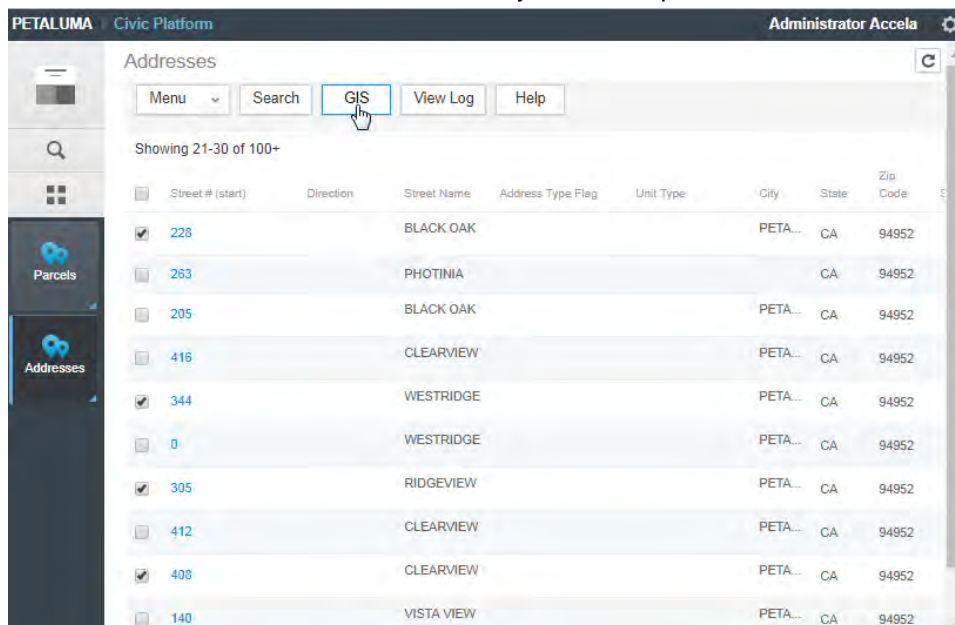 PETALUMA Civic Platform Administrator Accela
Addresses
Menu Search GIS View Log Help
Showing 21-30 of 100+
Street # (start) Direction Street Name Address Type Flag Unit Type City State Zip Code
228 BLACK OAK PETA... CA 94952
263 PHOTINIA CA 94952
205 BLACK OAK PETA... CA 94952
416 CLEARVIEW PETA... CA 94952
344 WESTRIDGE PETA... CA 94952
0 WESTRIDGE PETA... CA 94952
305 RIDGEVIEW PETA... CA 94952
412 CLEARVIEW PETA... CA 94952
408 CLEARVIEW PETA... CA 94952
140 VISTA VIEW PETA... CA 94952
Parcels
Addresses